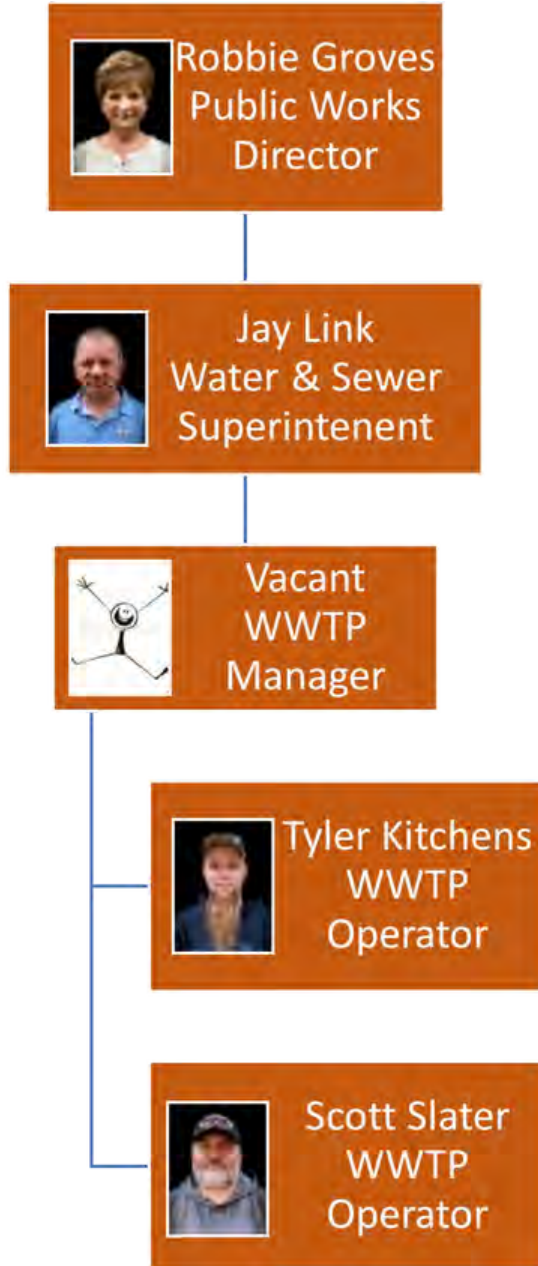 Robbie Groves
Public Works
Director
Jay Link
Water & Sewer
Superintenent
Vacant
WWTP
Manager
Tyler Kitchens
WWTP
Operator
Scott Slater
WWTP
Operator